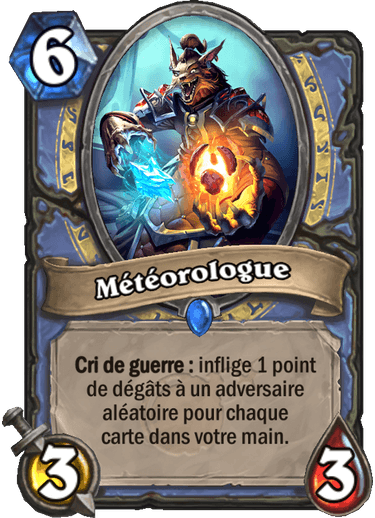 6
Météorologue
Cri de guerre : inflige 1 point
de dégâts à un adversaire
aléatoire pour chaque
carte dans votre main.
3 3